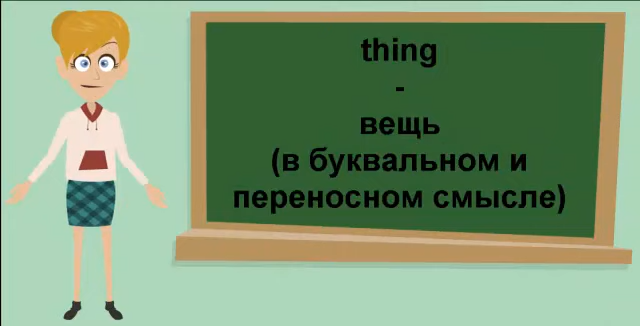 thing
-
вещь
(в буквальном и
переносном смысле)